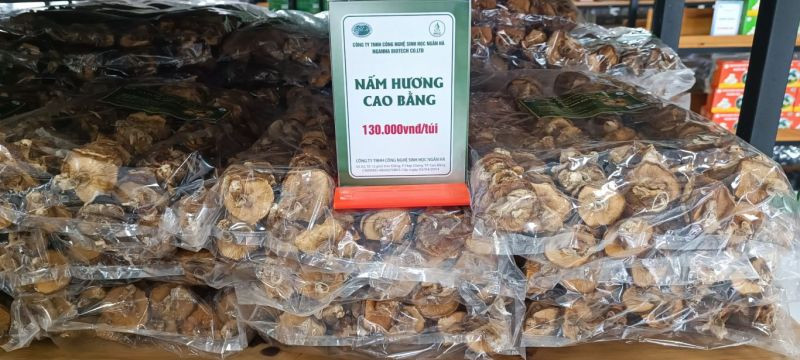 CÔNG TY TNHH CÔNG NGHỆ SINH HỌC NGÂN HÀ
NGANHA BIOTECH CO.LTD
NẤM HƯƠNG
CAO BẰNG
130.000vnđ/túi
CÔNG TY TNHH CÔNG NGHỆ SINH HỌC NGÂN HÀ